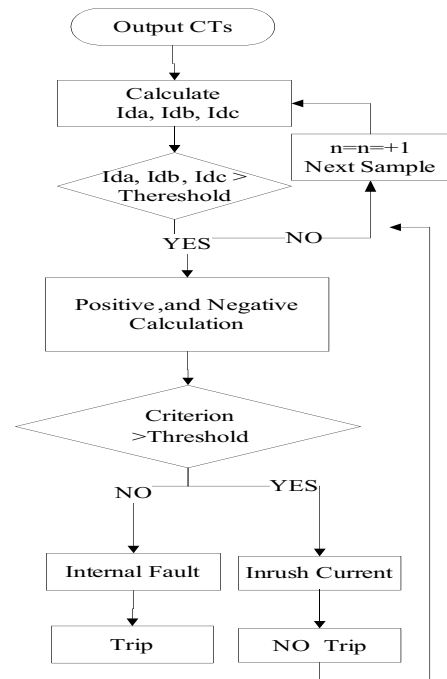 Output CTs
Calculate
Ida, Idb, Idc
n=n=+1
Next Sample
Ida, Idb, Idc >
Thereshold
YES
NO
Positive ,and Negative
Calculation
Criterion
>Threshold
NO
YES
Internal Fault
Inrush Current
Trip
NO Trip